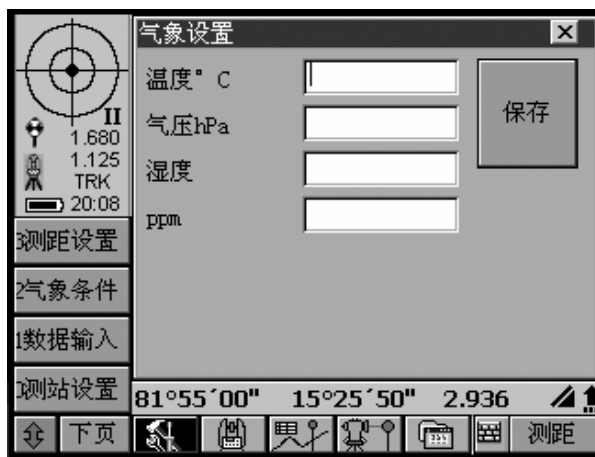 气象设置
温度° C
气压hPa
湿度
ppm
保存
II
1.680
1.125
TRK
20:08
3测距设置
2气象条件
1数据输入
测站设置
81°55´00" 15°25´50" 2.936
下页
测距